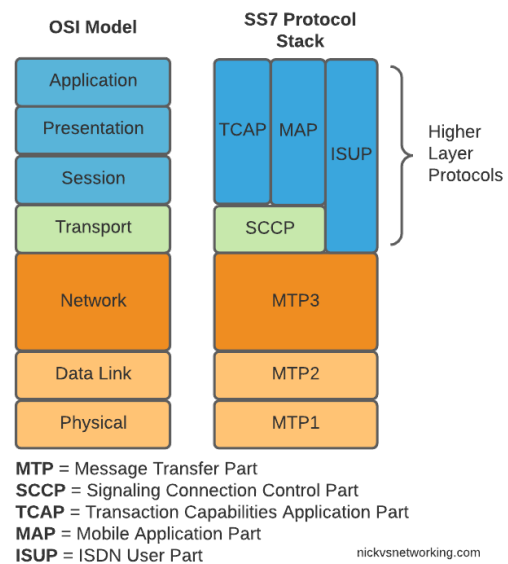 OSI Model
SS7 Protocol
Stack
Application
Presentation
Session
Transport
Network
Data Link
Physical
TCAP
MAP
ISUP
SCCP
MTP3
MTP2
MTP1
Higher
Layer
Protocols
MTP = Message Transfer Part
SCCP = Signaling Connection Control Part
TCAP = Transaction Capabilities Application Part
MAP = Mobile Application Part
ISUP = ISDN User Part
nickvsnetworking.com